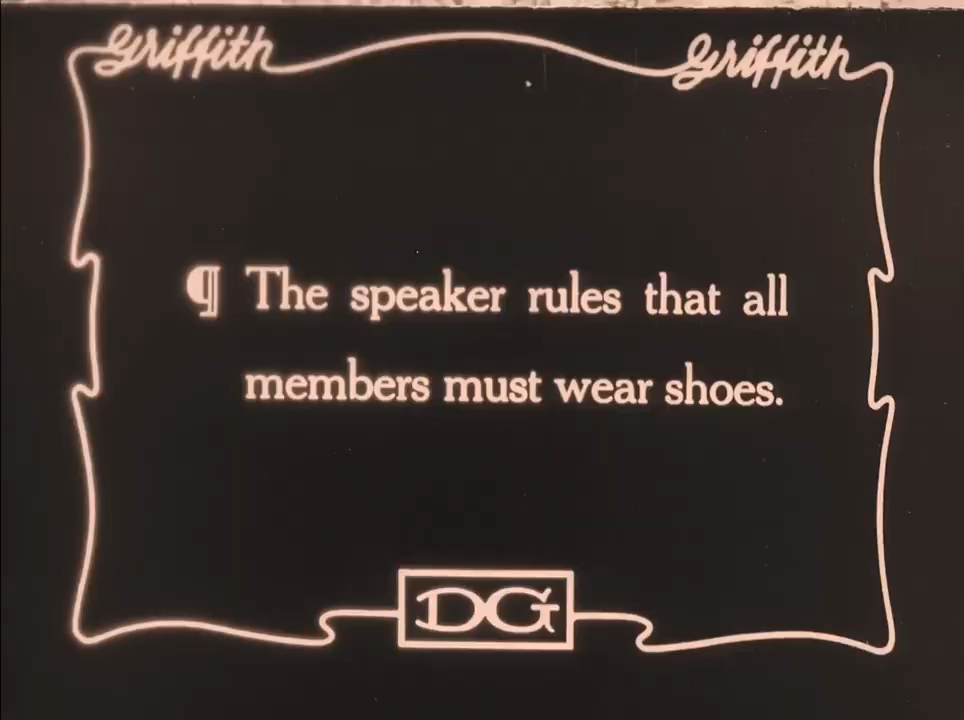 Griffith Griffith
¶ The speaker rules that all
members must wear shoes.
DG